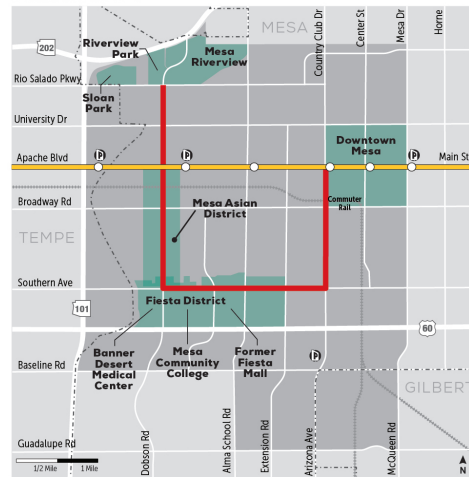 MESA
202
Riverview
Park
Mesa
Riverview
Country Club Dr
Center St
Mesa Dr
Horne
Rio Salado Pkwy
Sloan
Park
University Dr
Downtown
Mesa
Apache Blvd
P
P
P
Main St
Commuter
Rail
Broadway Rd
Mesa Asian
District
TEMPE
Southern Ave
101
Fiesta District
60
Banner
Desert
Medical
Center
Mesa
Community
College
Former
Fiesta
Mall
P
Baseline Rd
GILBERT
Guadalupe Rd
Dobson Rd
Alma School Rd
Extension Rd
Arizona Ave
McQueen Rd
1/2 Mile
1 Mile
N